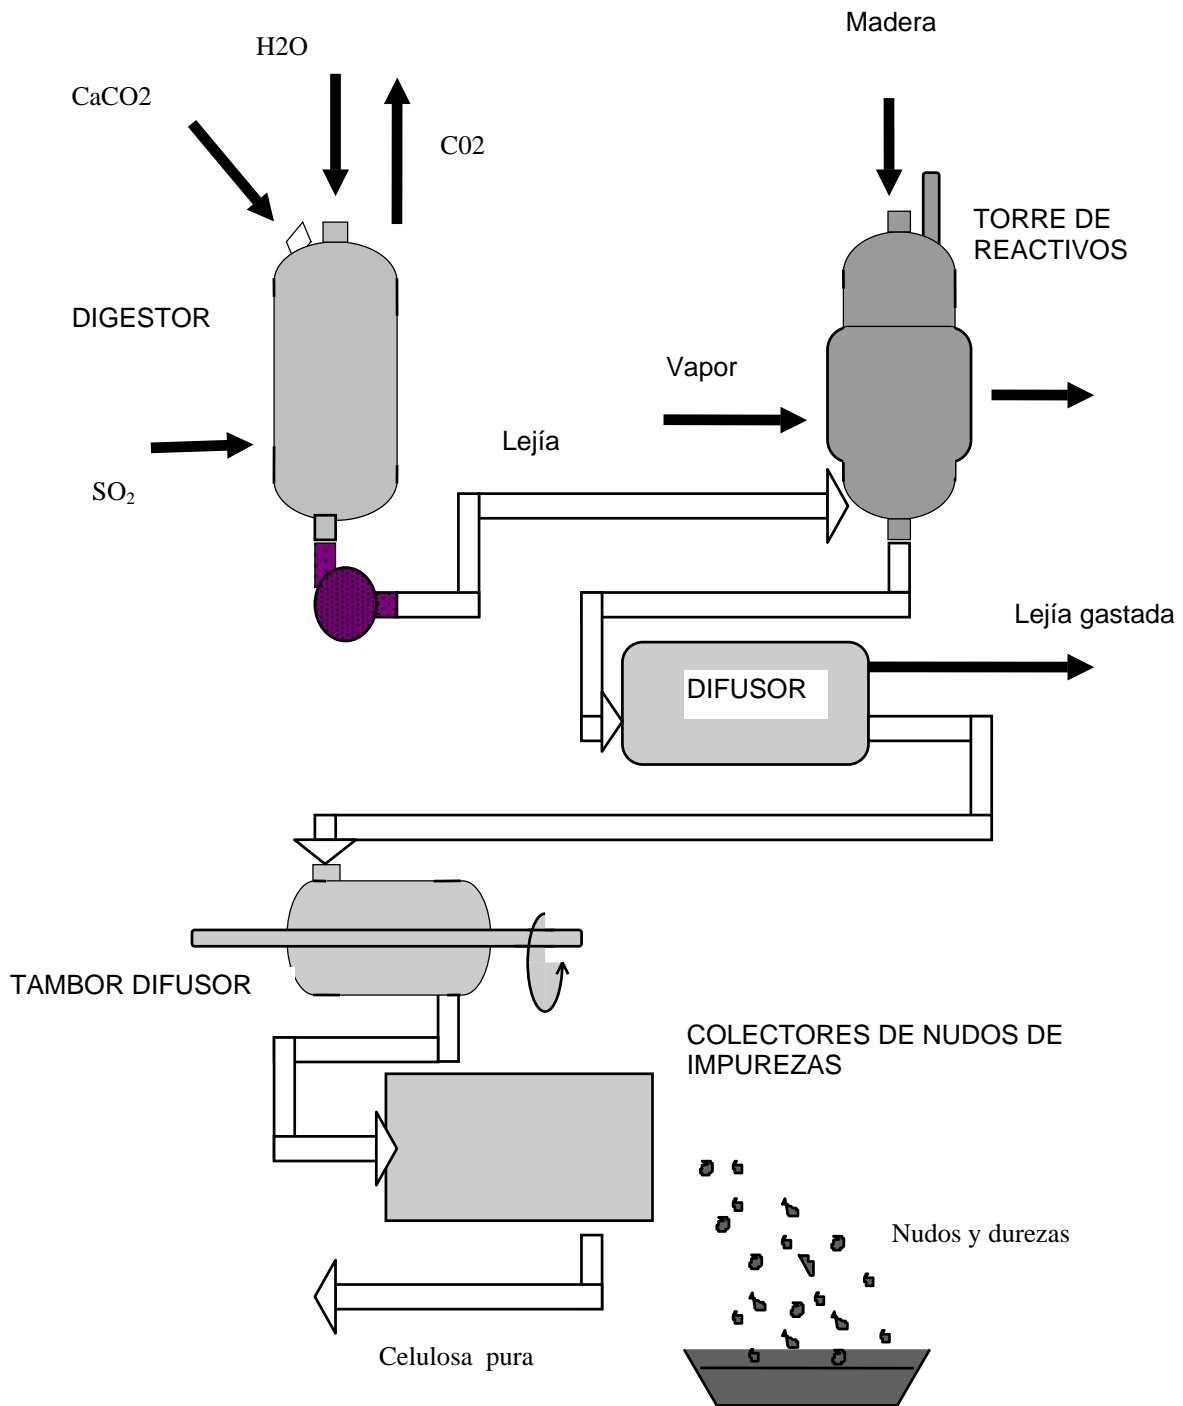 Madera
H2O
CaCO2
C02
TORRE DE
REACTIVOS
DIGESTOR
Vapor
Lejía
SO₂
Lejía gastada
DIFUSOR
TAMBOR DIFUSOR
COLECTORES DE NUDOS DE
IMPUREZAS
Nudos y durezas
Celulosa pura